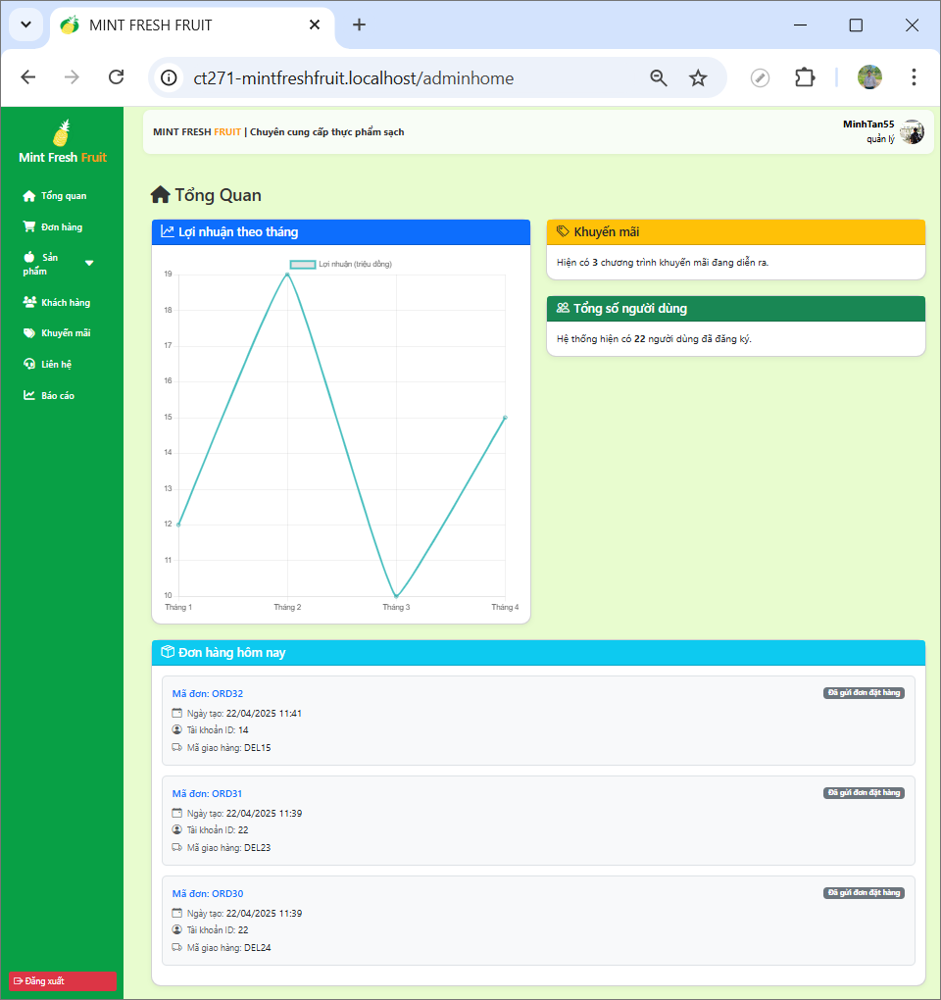 MINT FRESH FRUIT
ct271-mintfreshfruit.localhost/adminhome
Mint Fresh Fruit
Tổng quan
Đơn hàng
Sản
phẩm
Khách hàng
Khuyến mãi
Liên hệ
Báo cáo
Đăng xuất
MINT FRESH FRUIT | Chuyên cung cấp thực phẩm sạch
MinhTan55
quản lý
Tổng Quan
Lợi nhuận theo tháng
Lợi nhuận (triệu đồng)
19
18
17
16
15
14
13
12
11
10
Tháng 1 Tháng 2 Tháng 3 Tháng 4
Khuyến mãi
Hiện có 3 chương trình khuyến mãi đang diễn ra.
Tổng số người dùng
Hệ thống hiện có 22 người dùng đã đăng ký.
Đơn hàng hôm nay
Mã đơn: ORD32
Đã gửi đơn đặt hàng
Ngày tạo: 22/04/2025 11:41
Tài khoản ID: 14
Mã giao hàng: DEL15
Mã đơn: ORD31
Đã gửi đơn đặt hàng
Ngày tạo: 22/04/2025 11:39
Tài khoản ID: 22
Mã giao hàng: DEL23
Mã đơn: ORD30
Đã gửi đơn đặt hàng
Ngày tạo: 22/04/2025 11:39
Tài khoản ID: 22
Mã giao hàng: DEL24